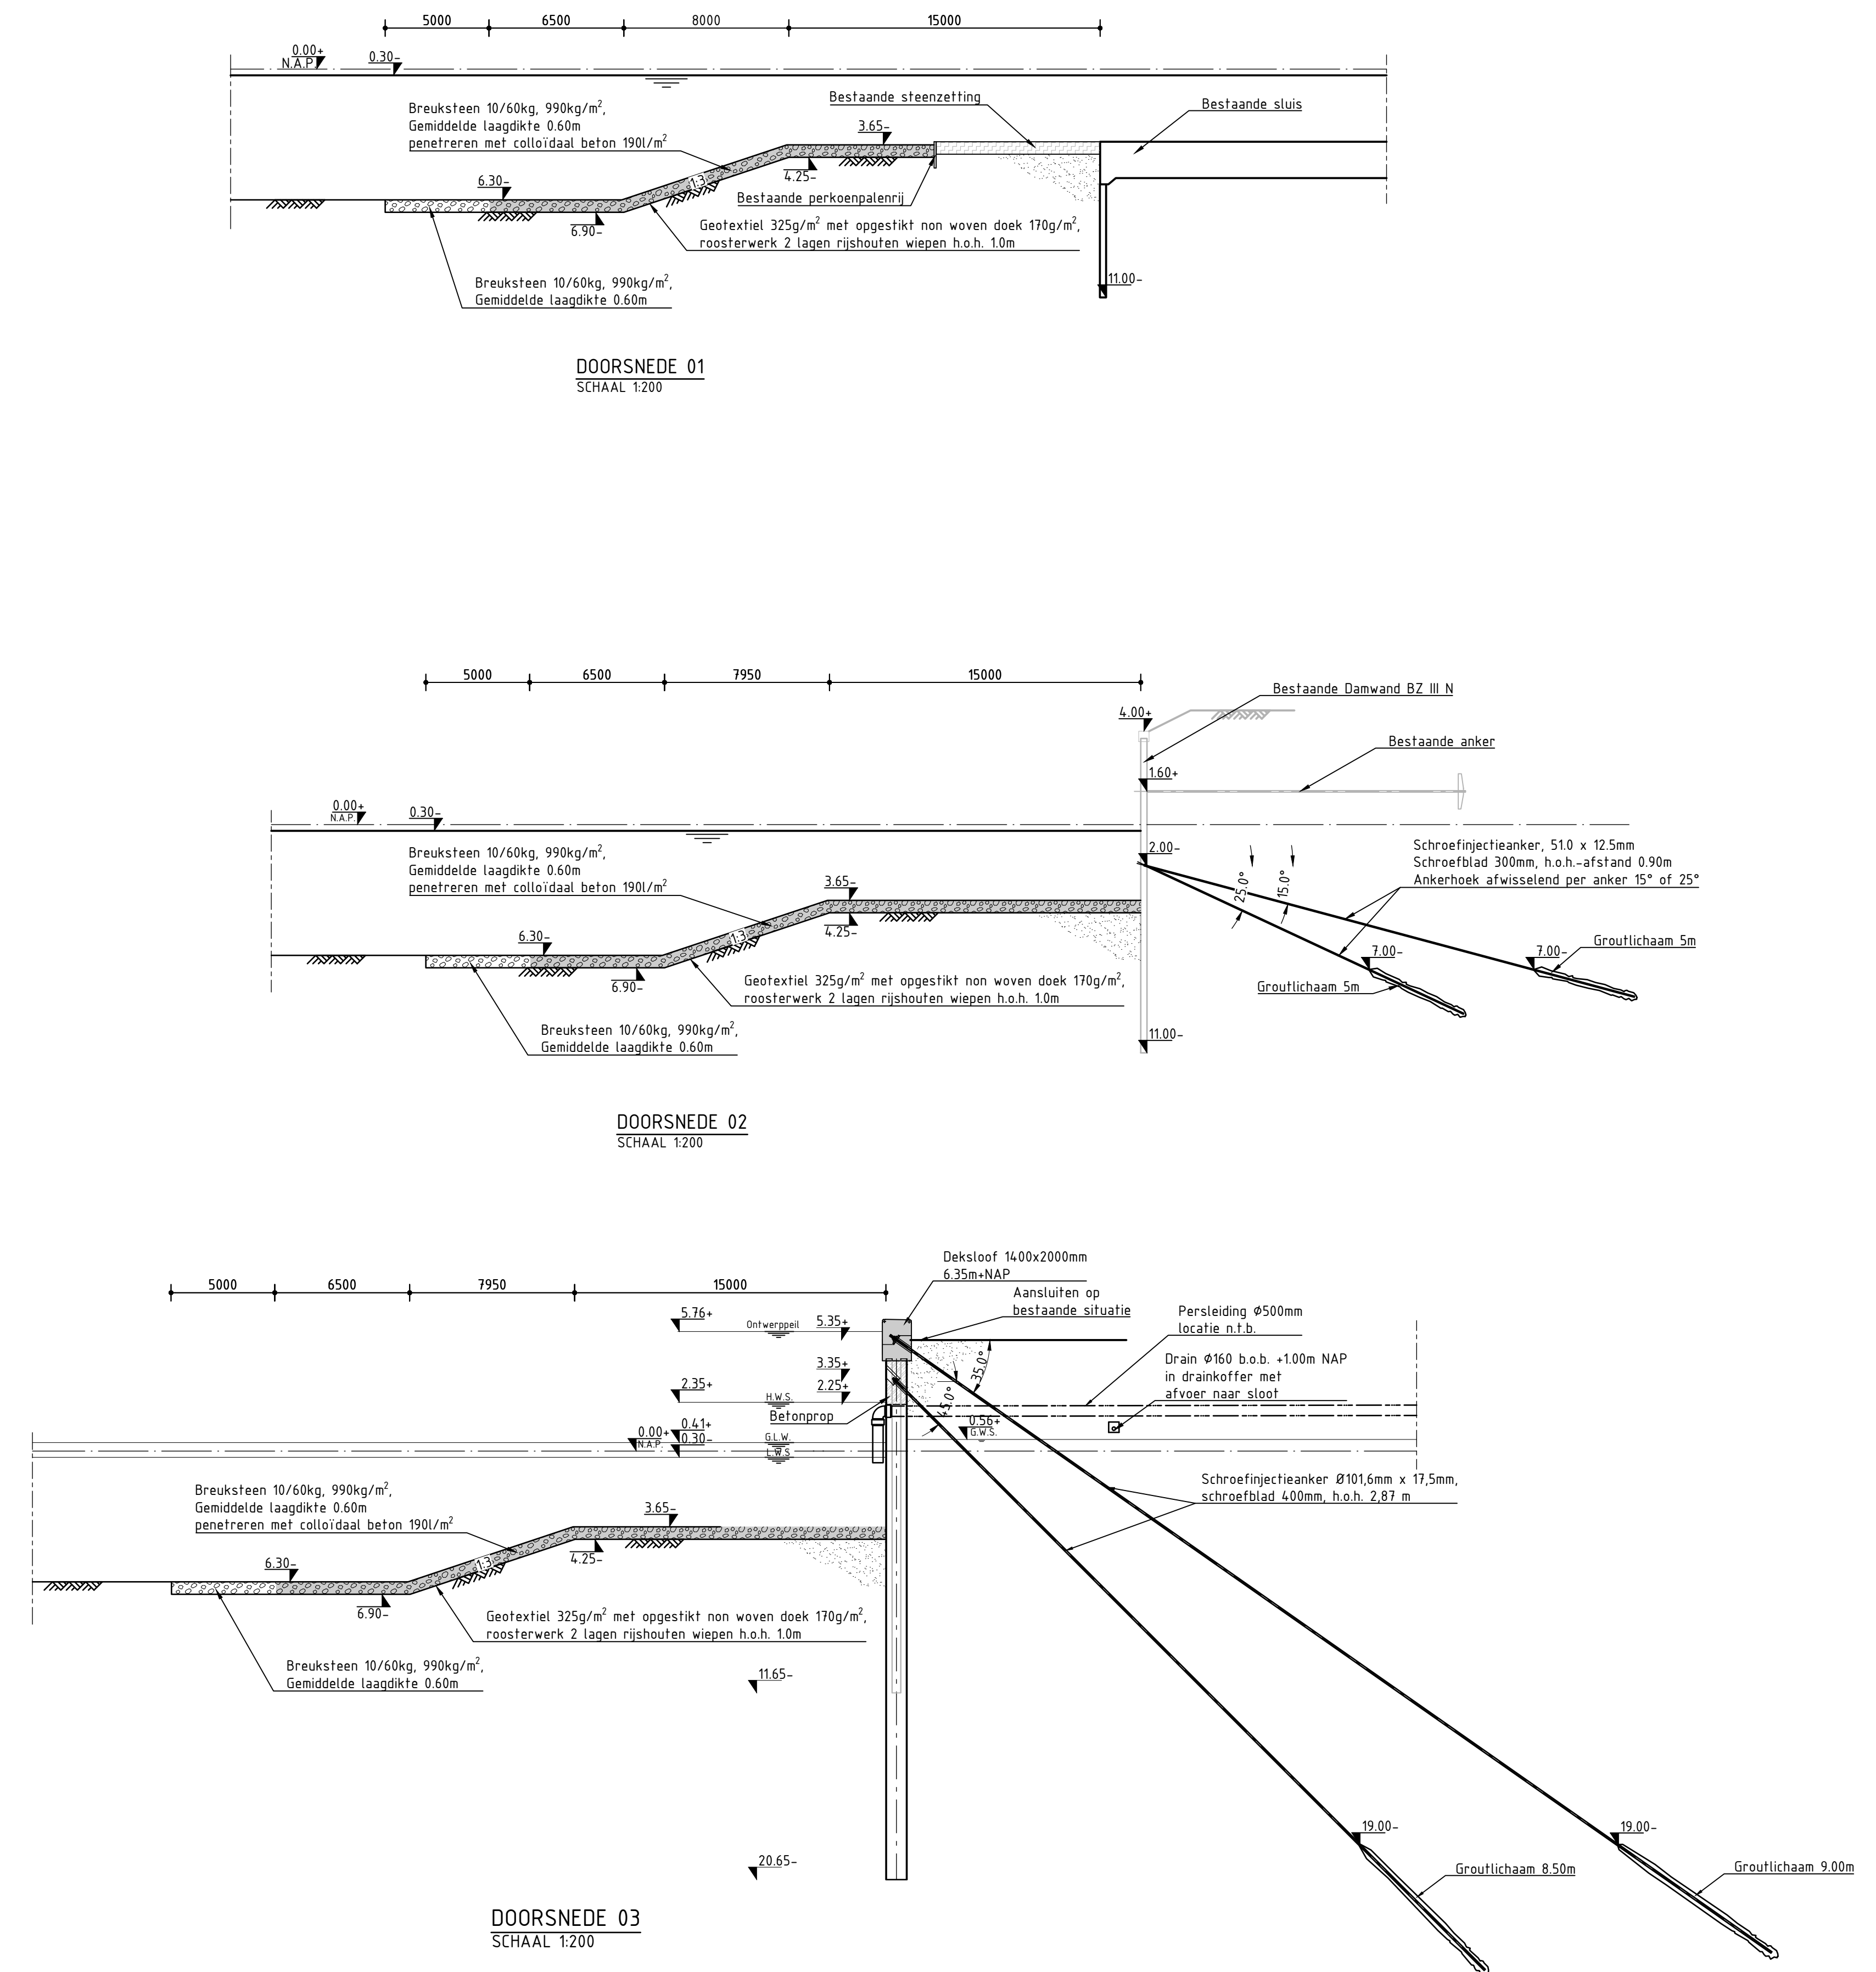 5000 6500 8000 15000
0.00+
N.A.P.
0.30-
Breuksteen 10/60kg, 990kg/m²,
Gemiddelde laagdikte 0.60m
penetreren met colloïdaal beton 190l/m²
Bestaande steenzetting
Bestaande sluis
3.65-
1:3
4.25-
6.30-
6.90-
Bestaande perkoenpalenrij
Geotextiel 325g/m² met opgestikt non woven doek 170g/m²,
roosterwerk 2 lagen rijshouten wiepen h.o.h. 1.0m
Breuksteen 10/60kg, 990kg/m²,
Gemiddelde laagdikte 0.60m
11.00-
DOORSNEDE 01
SCHAAL 1:200
5000 6500 7950 15000
Bestaande Damwand BZ III N
4.00+
Bestaande anker
1.60+
0.00+
N.A.P.
0.30-
Breuksteen 10/60kg, 990kg/m²,
Gemiddelde laagdikte 0.60m
penetreren met colloïdaal beton 190l/m²
2.00-
25.0°
15.0°
Schroefinjectieanker, 51.0 x 12.5mm
Schroefblad 300mm, h.o.h.-afstand 0.90m
Ankerhoek afwisselend per anker 15° of 25°
3.65-
4.25-
1:3
6.30-
6.90-
7.00-
7.00-
Groutlichaam 5m
Groutlichaam 5m
Geotextiel 325g/m² met opgestikt non woven doek 170g/m²,
roosterwerk 2 lagen rijshouten wiepen h.o.h. 1.0m
Breuksteen 10/60kg, 990kg/m²,
Gemiddelde laagdikte 0.60m
11.00-
DOORSNEDE 02
SCHAAL 1:200
Deksloof 1400x2000mm
6.35m+NAP
5000 6500 7950 15000
Aansluiten op
bestaande situatie
Persleiding Ø500mm
locatie n.t.b.
5.76+
Ontwerppeil
5.35+
35.0°
Drain Ø160 b.o.b. +1.00m NAP
in drainkoffer met
afvoer naar sloot
3.35+
2.35+
H.W.S.
2.25+
45.0°
Betonprop
0.56+
G.W.S.
0.41+
G.L.W.
0.00+
N.A.P.
0.30-
L.W.S
Breuksteen 10/60kg, 990kg/m²,
Gemiddelde laagdikte 0.60m
penetreren met colloïdaal beton 190l/m²
Schroefinjectieanker Ø101,6mm x 17,5mm,
schroefblad 400mm, h.o.h. 2,87 m
3.65-
4.25-
1:3
6.30-
6.90-
Geotextiel 325g/m² met opgestikt non woven doek 170g/m²,
roosterwerk 2 lagen rijshouten wiepen h.o.h. 1.0m
Breuksteen 10/60kg, 990kg/m²,
Gemiddelde laagdikte 0.60m
11.65-
19.00-
19.00-
20.65-
Groutlichaam 8.50m
Groutlichaam 9.00m
DOORSNEDE 03
SCHAAL 1:200